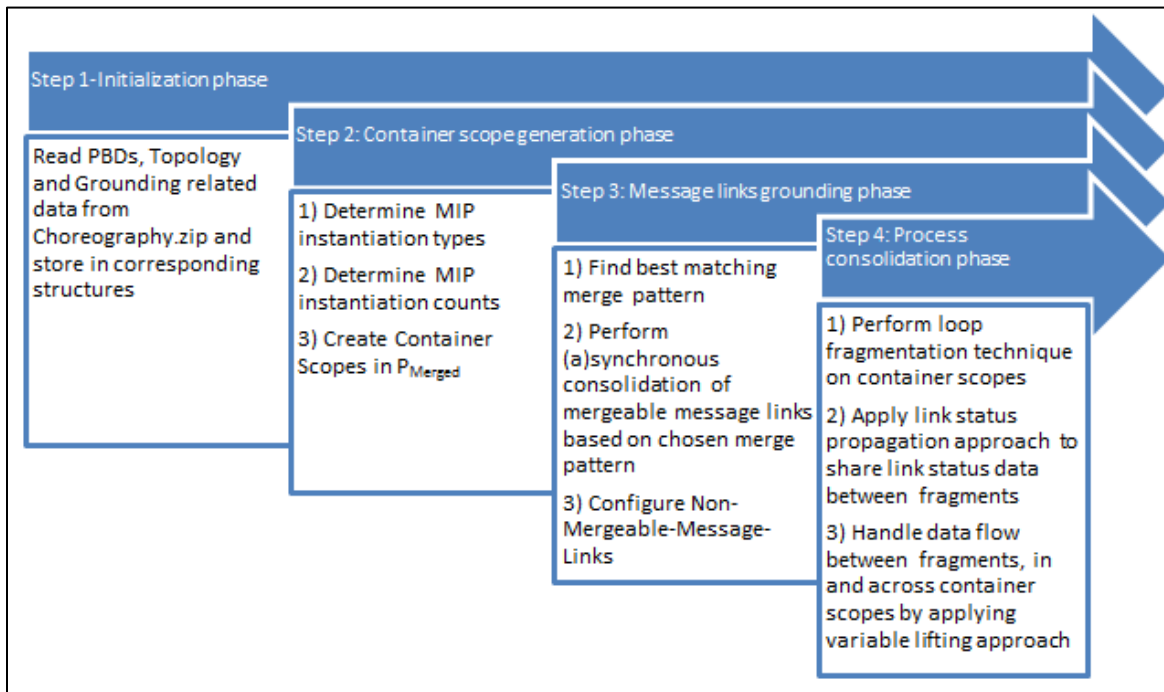 Step 1-Initialization phase
Read PBDs, Topology
and Grounding related
data from
Choreography.zip and
store in corresponding
structures
Step 2: Container scope generation phase
1) Determine MIP
instantiation types
2) Determine MIP
instantiation counts
3) Create Container
Scopes in PMerged
Step 3: Message links grounding phase
1) Find best matching
merge pattern
2) Perform
(a)synchronous
consolidation of
mergeable message links
based on chosen merge
pattern
3) Configure Non-
Mergeable-Message-
Links
Step 4: Process
consolidation phase
1) Perform loop
fragmentation technique
on container scopes
2) Apply link status
propagation approach to
share link status data
between fragments
3) Handle data flow
between fragments, in
and across container
scopes by applying
variable lifting approach